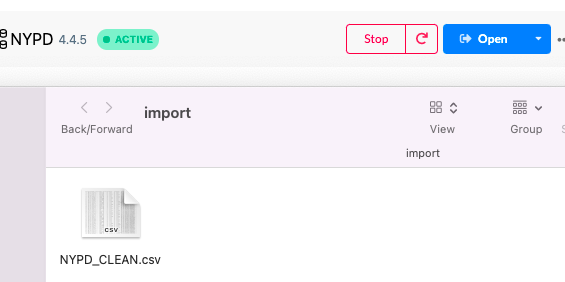 NYPD 4.4.5 ACTIVE Stop Open
import
Back/Forward View Group
import
csv
NYPD_CLEAN.csv